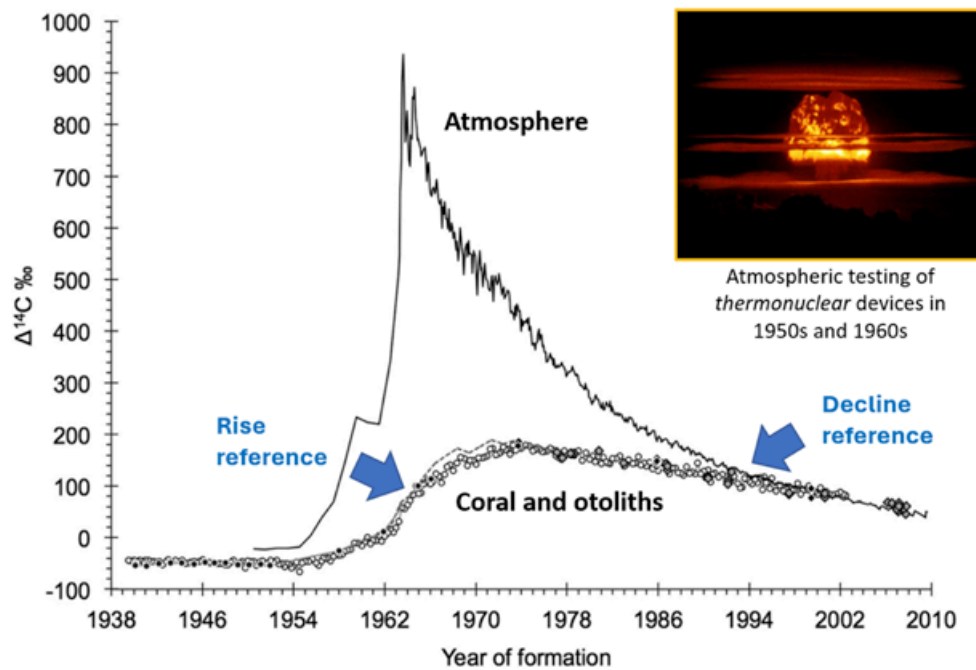 1000
900
800
700
600
500
400
300
200
100
0
-100
Δ¹⁴C ‰
Atmosphere
Rise
reference
Coral and otoliths
Decline
reference
Atmospheric testing of
thermonuclear devices in
1950s and 1960s
1938 1946 1954 1962 1970 1978 1986 1994 2002 2010
Year of formation